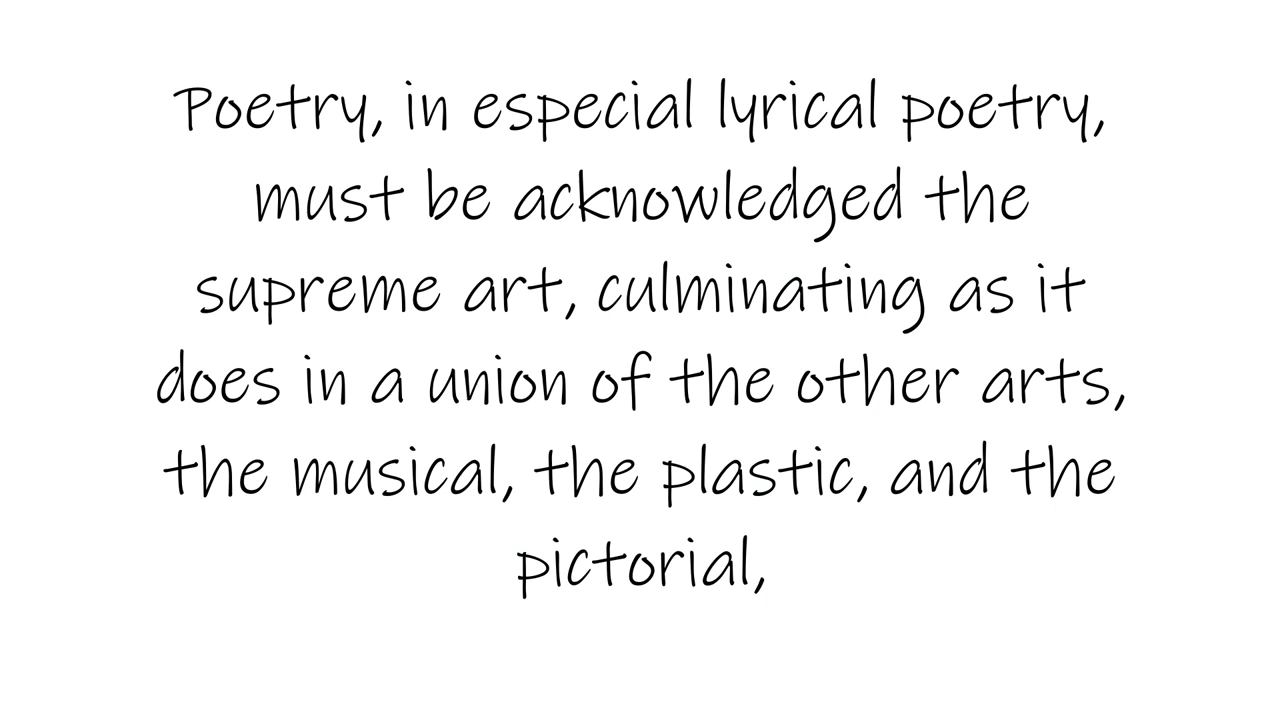 Poetry, in especial lyrical poetry,
must be acknowledged the
supreme art, culminating as it
does in a union of the other arts,
the musical, the plastic, and the
pictorial,